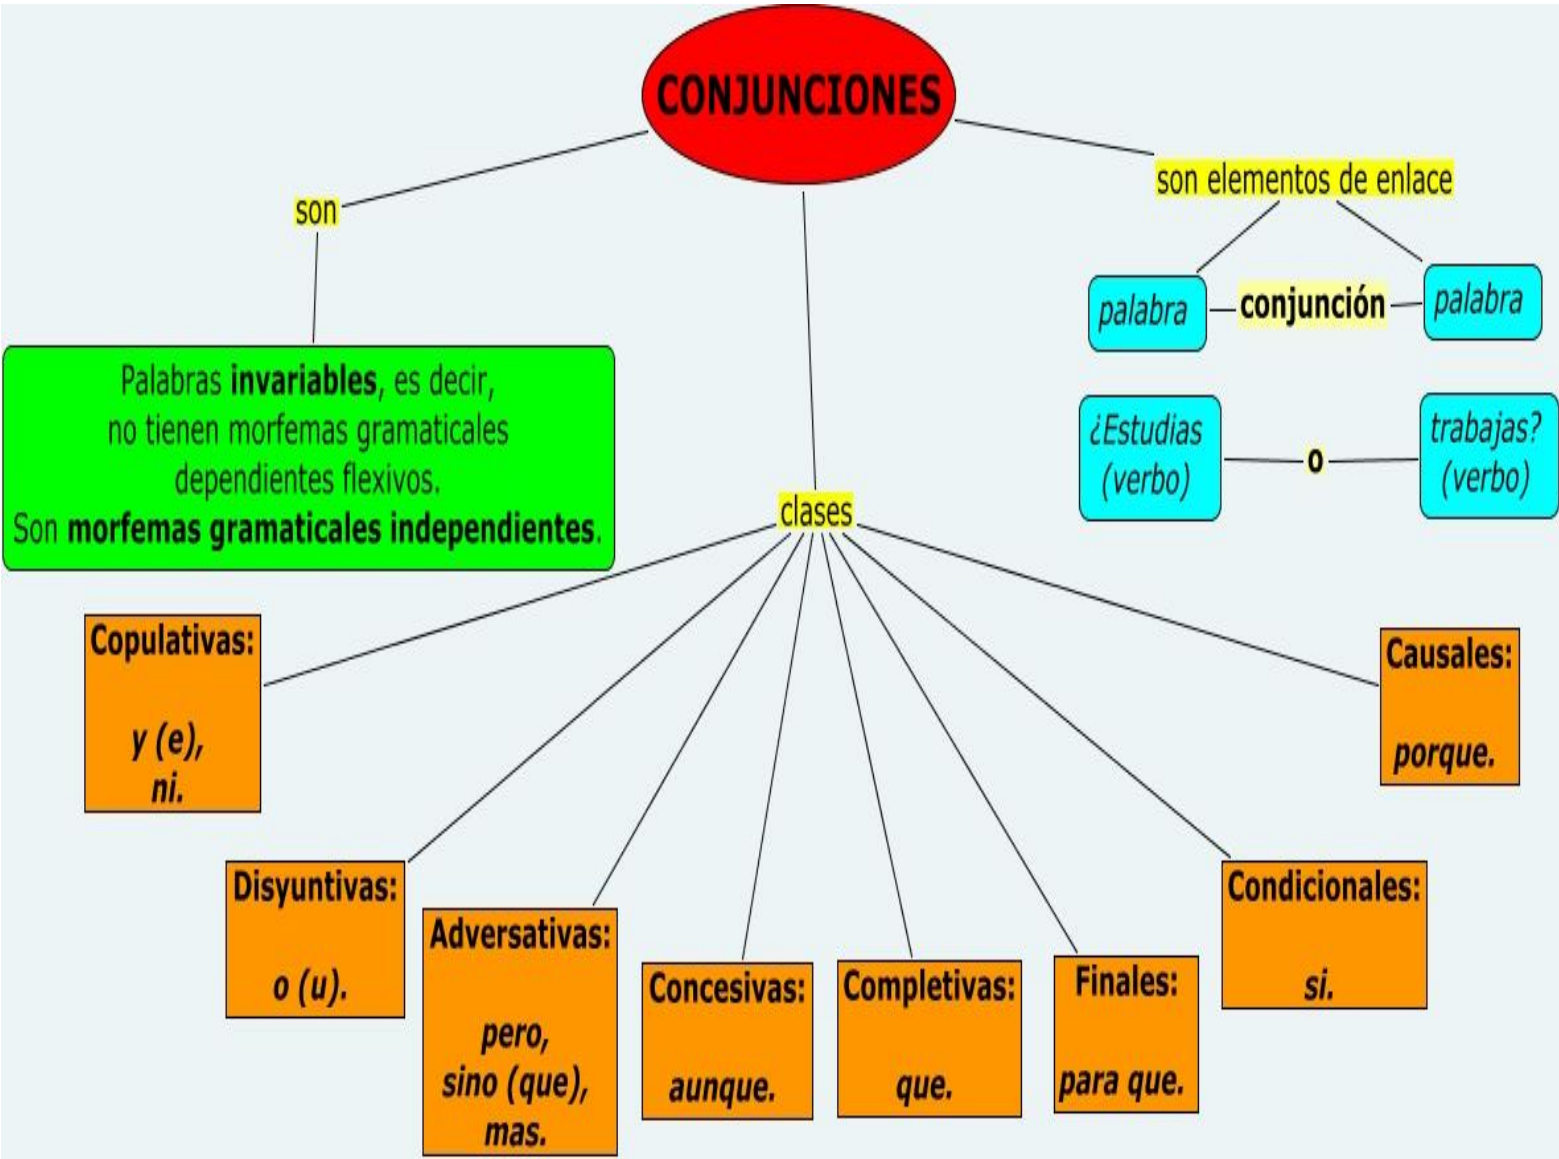 CONJUNCIONES
son
Palabras invariables, es decir,
no tienen morfemas gramaticales
dependientes flexivos.
Son morfemas gramaticales independientes.
son elementos de enlace
palabra
conjunción
palabra
¿Estudias
(verbo)
o
trabajas?
(verbo)
clases
Copulativas:
y (e),
ni.
Disyuntivas:
o (u).
Adversativas:
pero,
sino (que),
mas.
Concesivas:
aunque.
Completivas:
que.
Finales:
para que.
Condicionales:
si.
Causales:
porque.